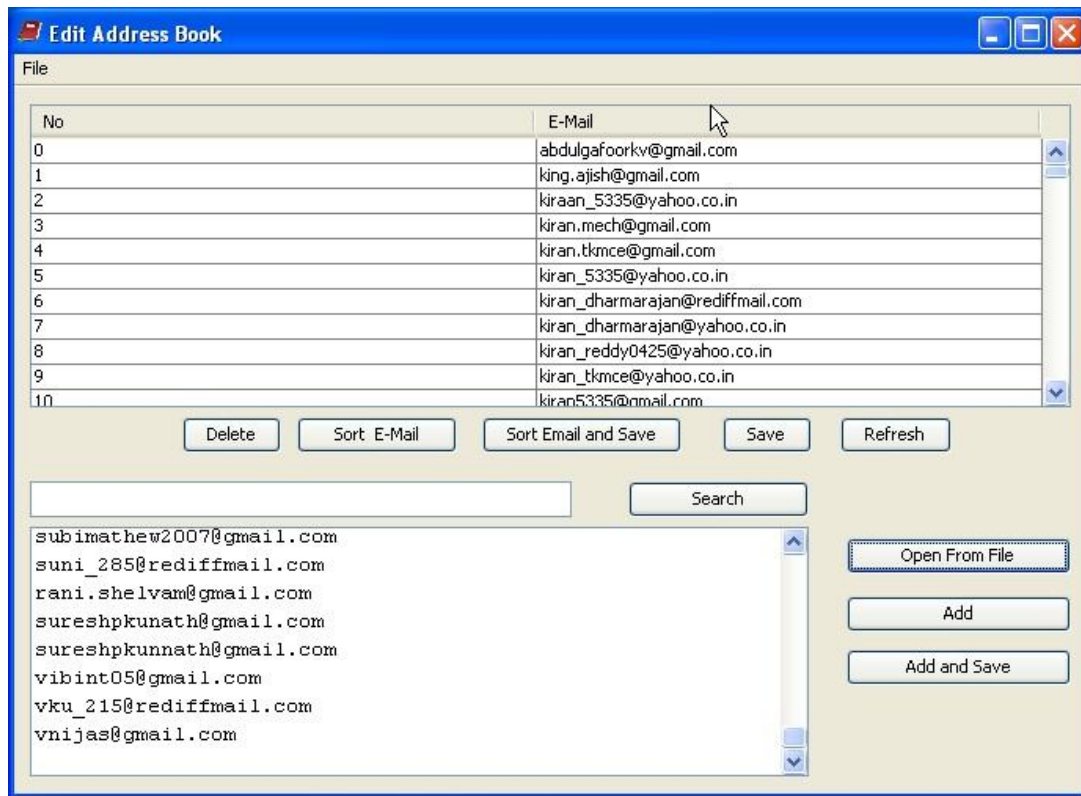 Edit Address Book
File
No E-Mail
0 abdulgafoorkv@gmail.com
1 king.ajish@gmail.com
2 kiraan_5335@yahoo.co.in
3 kiran.mech@gmail.com
4 kiran.tkmce@gmail.com
5 kiran_5335@yahoo.co.in
6 kiran_dharmarajan@rediffmail.com
7 kiran_dharmarajan@yahoo.co.in
8 kiran_reddy0425@yahoo.co.in
9 kiran_tkmce@yahoo.co.in
10 kiran5335@gmail.com
Delete Sort E-Mail Sort Email and Save Save Refresh
Search
subimathew2007@gmail.com
suni_285@rediffmail.com
rani.shelvam@gmail.com
sureshpkunath@gmail.com
sureshpkunnath@gmail.com
vibint05@gmail.com
vku_215@rediffmail.com
vnijas@gmail.com
Open From File
Add
Add and Save